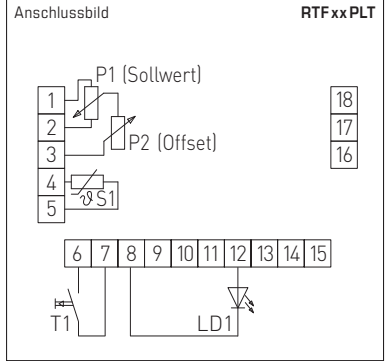 Anschlussbild RTF xx PLT
P1 (Sollwert)
1 18
2 17
P2 (Offset)
3 16
4
ϑ S1
5
6 7 8 9 10 11 12 13 14 15
T1 LD1